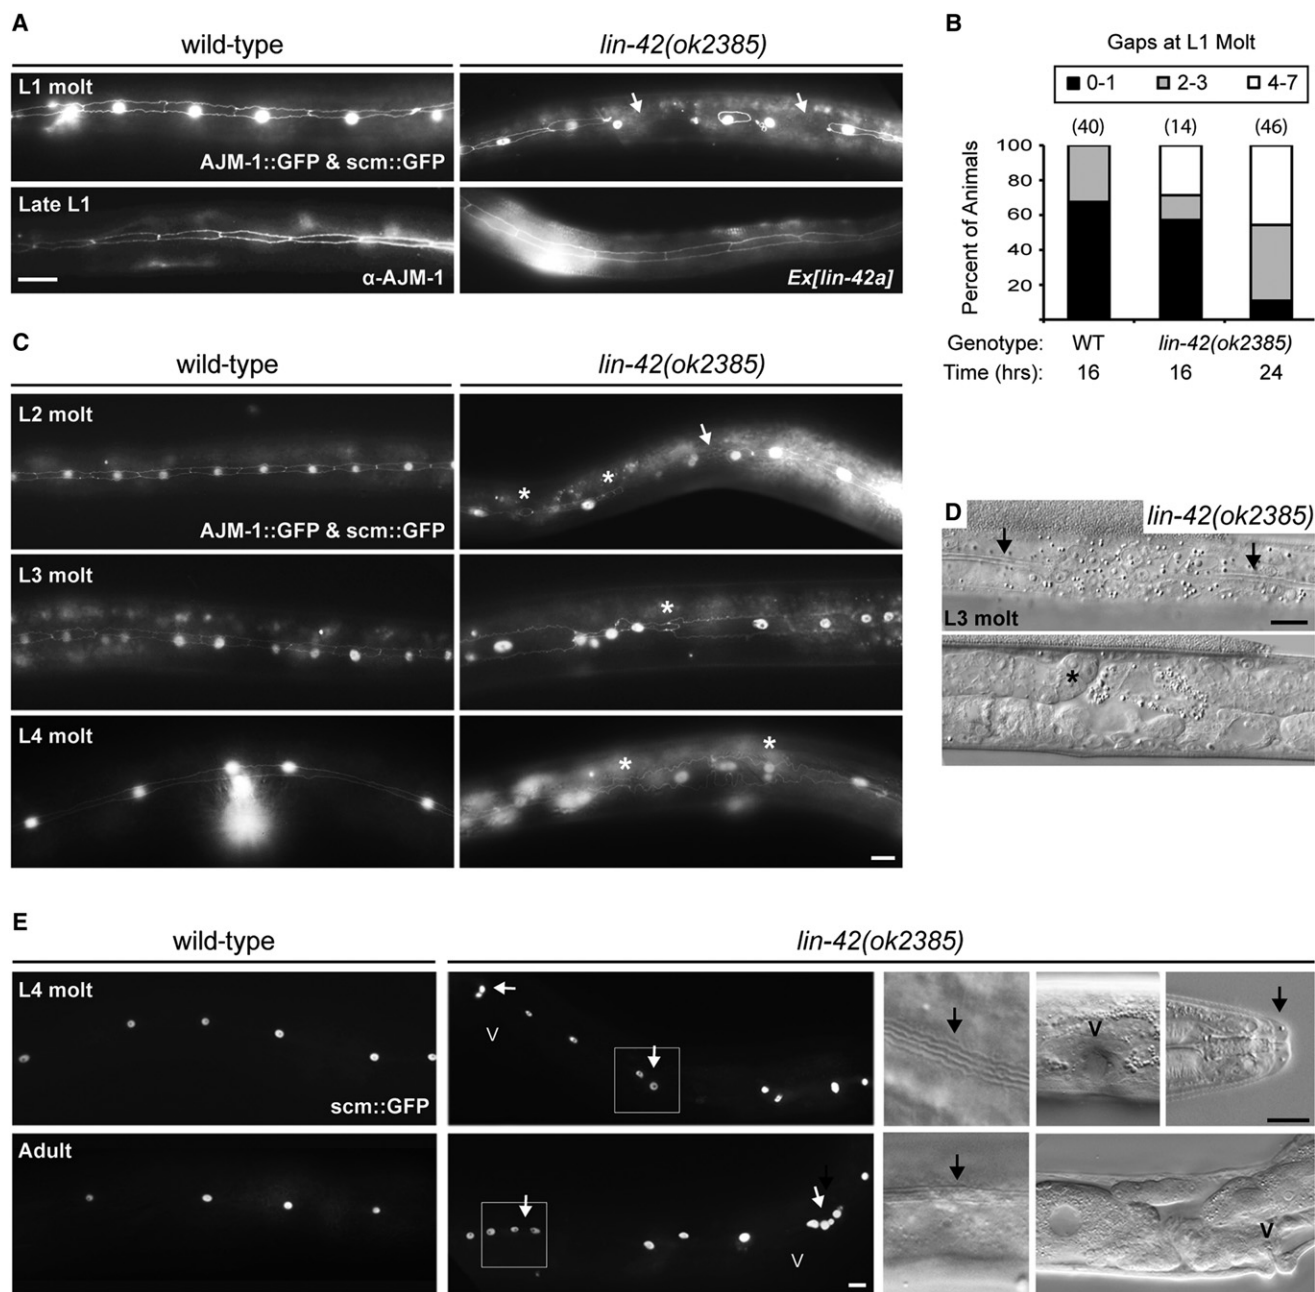 A
wild-type
lin-42(ok2385)
L1 molt
AJM-1::GFP & scm::GFP
Late L1
α-AJM-1
Ex[lin-42a]
B
Gaps at L1 Molt
0-1 2-3 4-7
(40) (14) (46)
100
80
60
40
20
Percent of Animals
Genotype: WT lin-42(ok2385)
Time (hrs): 16 16 24
C
wild-type
lin-42(ok2385)
L2 molt
AJM-1::GFP & scm::GFP
*
*
L3 molt
*
L4 molt
*
*
D
lin-42(ok2385)
L3 molt
*
E
wild-type
lin-42(ok2385)
L4 molt
scm::GFP
V
V
Adult
V
V